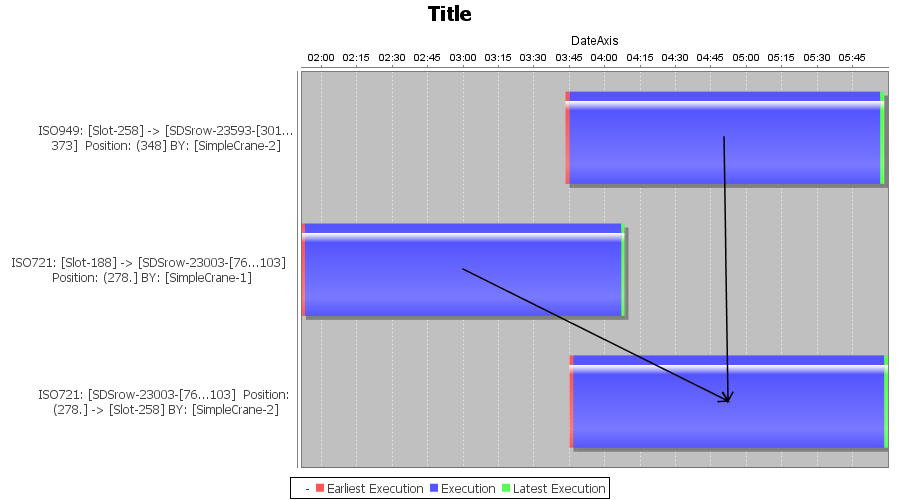 Title
DateAxis
02:00 02:15 02:30 02:45 03:00 03:15 03:30 03:45 04:00 04:15 04:30 04:45 05:00 05:15 05:30 05:45
ISO949: [Slot-258] -> [SDSrow-23593-[301...
373]  Position: (348) BY: [SimpleCrane-2]
ISO721: [Slot-188] -> [SDSrow-23003-[76...103]
Position: (278.] BY: [SimpleCrane-1]
ISO721: [SDSrow-23003-[76...103]  Position:
(278.] -> [Slot-258] BY: [SimpleCrane-2]
- Earliest Execution Execution Latest Execution